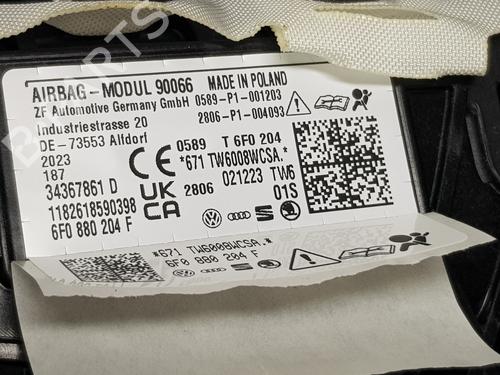 AIRBAG-MODUL 90066 MADE IN POLAND
ZF Automotive Germany GmbH 0589-P1-001203
Industriestrasse 20 2806-P1-004093
DE-73553 Alfdorf
2023 0589 T 6F0 204
187 *671 TW6008WCSA.*
34367861 D UK CA 2806 021223 TW6
1182618590398 01S
6F0 880 204 F
*671 TW6008WCSA.*
6F0 880 204 F